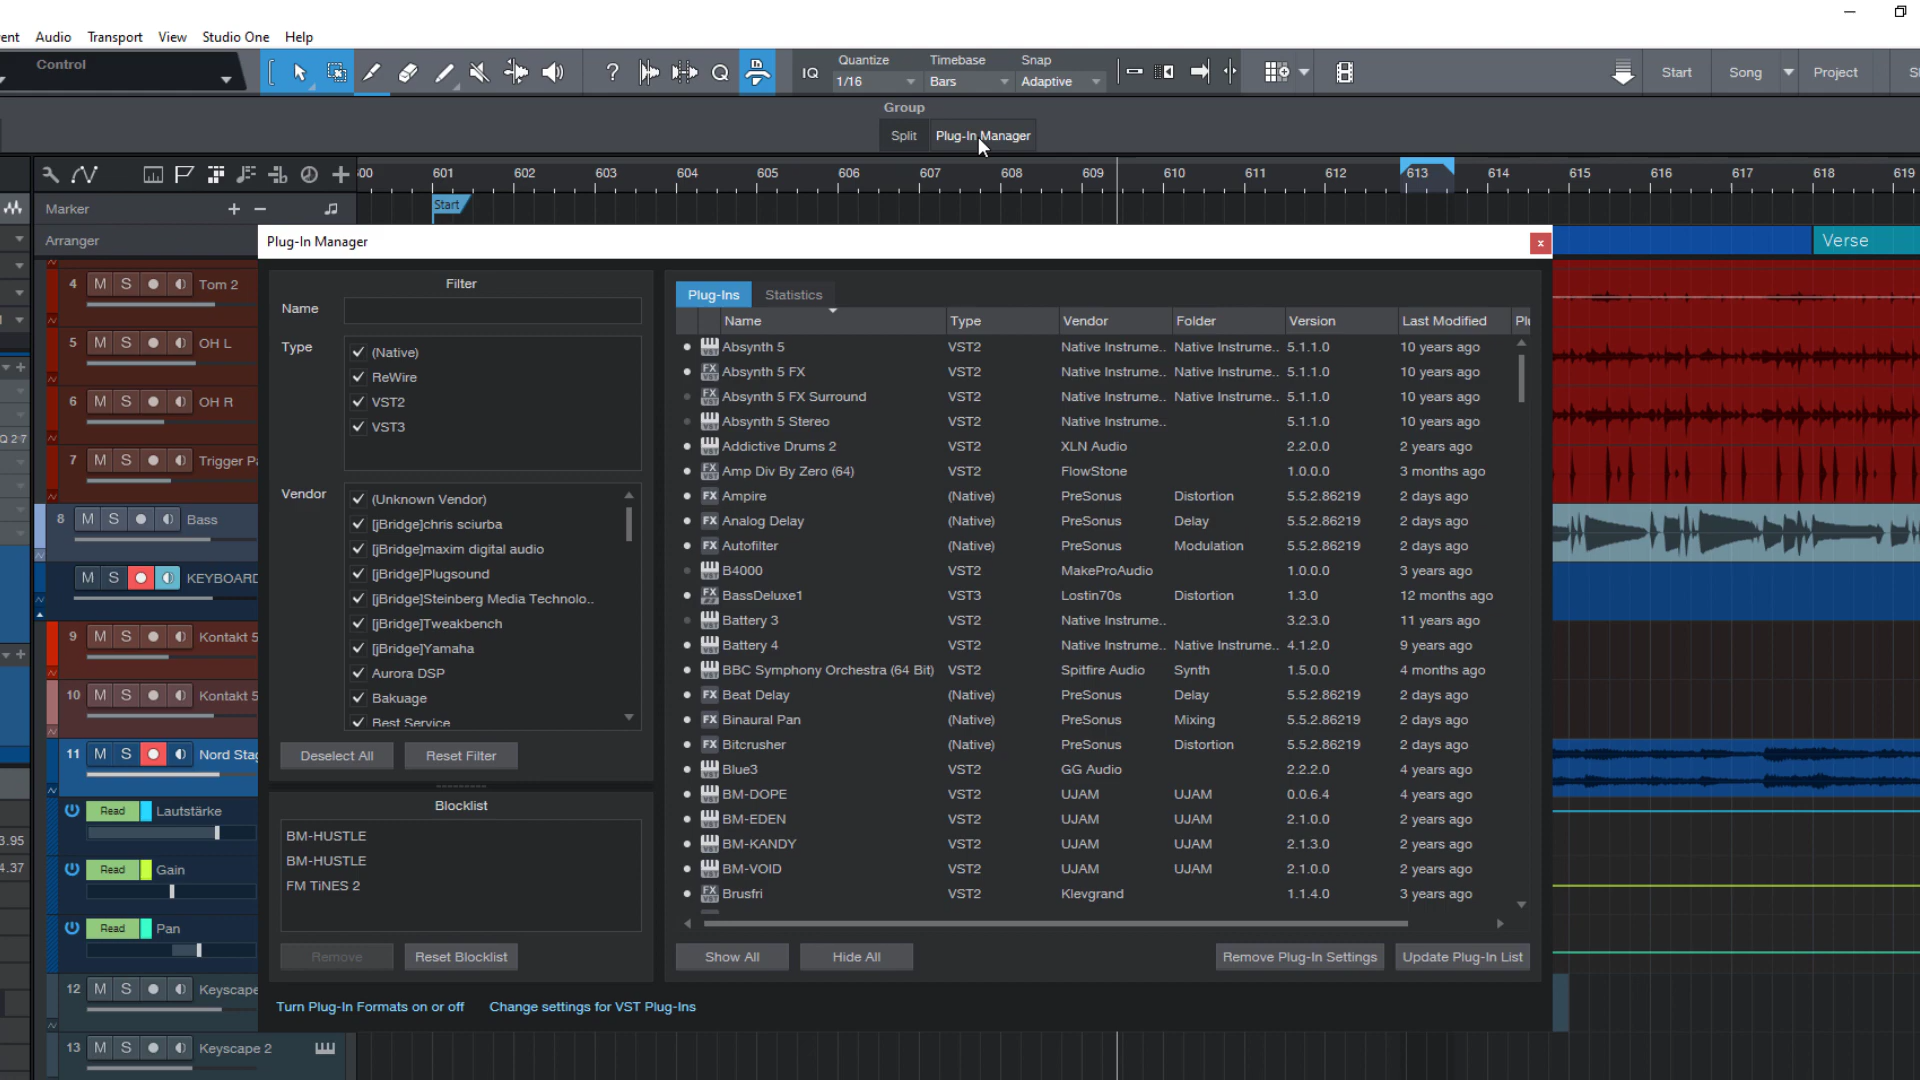 Audio Transport View Studio One Help
Control
IQ
Quantize
1/16
Timebase
Bars
Snap
Adaptive
?
Q
Start
Song
Project
Group
Split
Plug-In Manager
601 602 603 604 605 606 607 608 609 610 611 612 613 614 615 616 617 618 619
Marker
Start
Arranger
Verse
4 M S Tom 2
5 M S OH L
6 M S OH R
7 M S Trigger
8 M S Bass
M S KEYBOARD
9 M S Kontakt 5
10 M S Kontakt 5
11 M S Nord
Read Lautstärke
Read Gain
Read Pan
12 M S Keyscape
13 M S Keyscape 2
3.95
4.37
Plug-In Manager
x
Filter
Name
Type
(Native)
ReWire
VST2
VST3
Vendor
(Unknown Vendor)
[jBridge]chris sciurba
[jBridge]maxim digital audio
[jBridge]Plugsound
[jBridge]Steinberg Media Technolo..
[jBridge]Tweakbench
[jBridge]Yamaha
Aurora DSP
Bakuage
Best Service
Deselect All
Reset Filter
Blocklist
BM-HUSTLE
BM-HUSTLE
FM TiNES 2
Remove
Reset Blocklist
Turn Plug-In Formats on or off
Change settings for VST Plug-Ins
Plug-Ins Statistics
Name Type Vendor Folder Version Last Modified
Absynth 5 VST2 Native Instrume.. Native Instrume.. 5.1.1.0 10 years ago
Absynth 5 FX VST2 Native Instrume.. Native Instrume.. 5.1.1.0 10 years ago
Absynth 5 FX Surround VST2 Native Instrume.. Native Instrume.. 5.1.1.0 10 years ago
Absynth 5 Stereo VST2 Native Instrume.. 5.1.1.0 10 years ago
Addictive Drums 2 VST2 XLN Audio 2.2.0.0 2 years ago
Amp Div By Zero (64) VST2 FlowStone 1.0.0.0 3 months ago
FX Ampire (Native) PreSonus Distortion 5.5.2.86219 2 days ago
FX Analog Delay (Native) PreSonus Delay 5.5.2.86219 2 days ago
FX Autofilter (Native) PreSonus Modulation 5.5.2.86219 2 days ago
B4000 VST2 MakeProAudio 1.0.0.0 3 years ago
BassDeluxe1 VST3 Lostin70s Distortion 1.3.0 12 months ago
Battery 3 VST2 Native Instrume.. 3.2.3.0 11 years ago
Battery 4 VST2 Native Instrume.. Native Instrume.. 4.1.2.0 9 years ago
BBC Symphony Orchestra (64 Bit) VST2 Spitfire Audio Synth 1.5.0.0 4 months ago
FX Beat Delay (Native) PreSonus Delay 5.5.2.86219 2 days ago
FX Binaural Pan (Native) PreSonus Mixing 5.5.2.86219 2 days ago
FX Bitcrusher (Native) PreSonus Distortion 5.5.2.86219 2 days ago
Blue3 VST2 GG Audio 2.2.2.0 4 years ago
BM-DOPE VST2 UJAM UJAM 0.0.6.4 4 years ago
BM-EDEN VST2 UJAM UJAM 2.1.0.0 2 years ago
BM-KANDY VST2 UJAM UJAM 2.1.3.0 2 years ago
BM-VOID VST2 UJAM UJAM 2.1.0.0 2 years ago
Brusfri VST2 Klevgrand 1.1.4.0 3 years ago
Show All
Hide All
Remove Plug-In Settings
Update Plug-In List